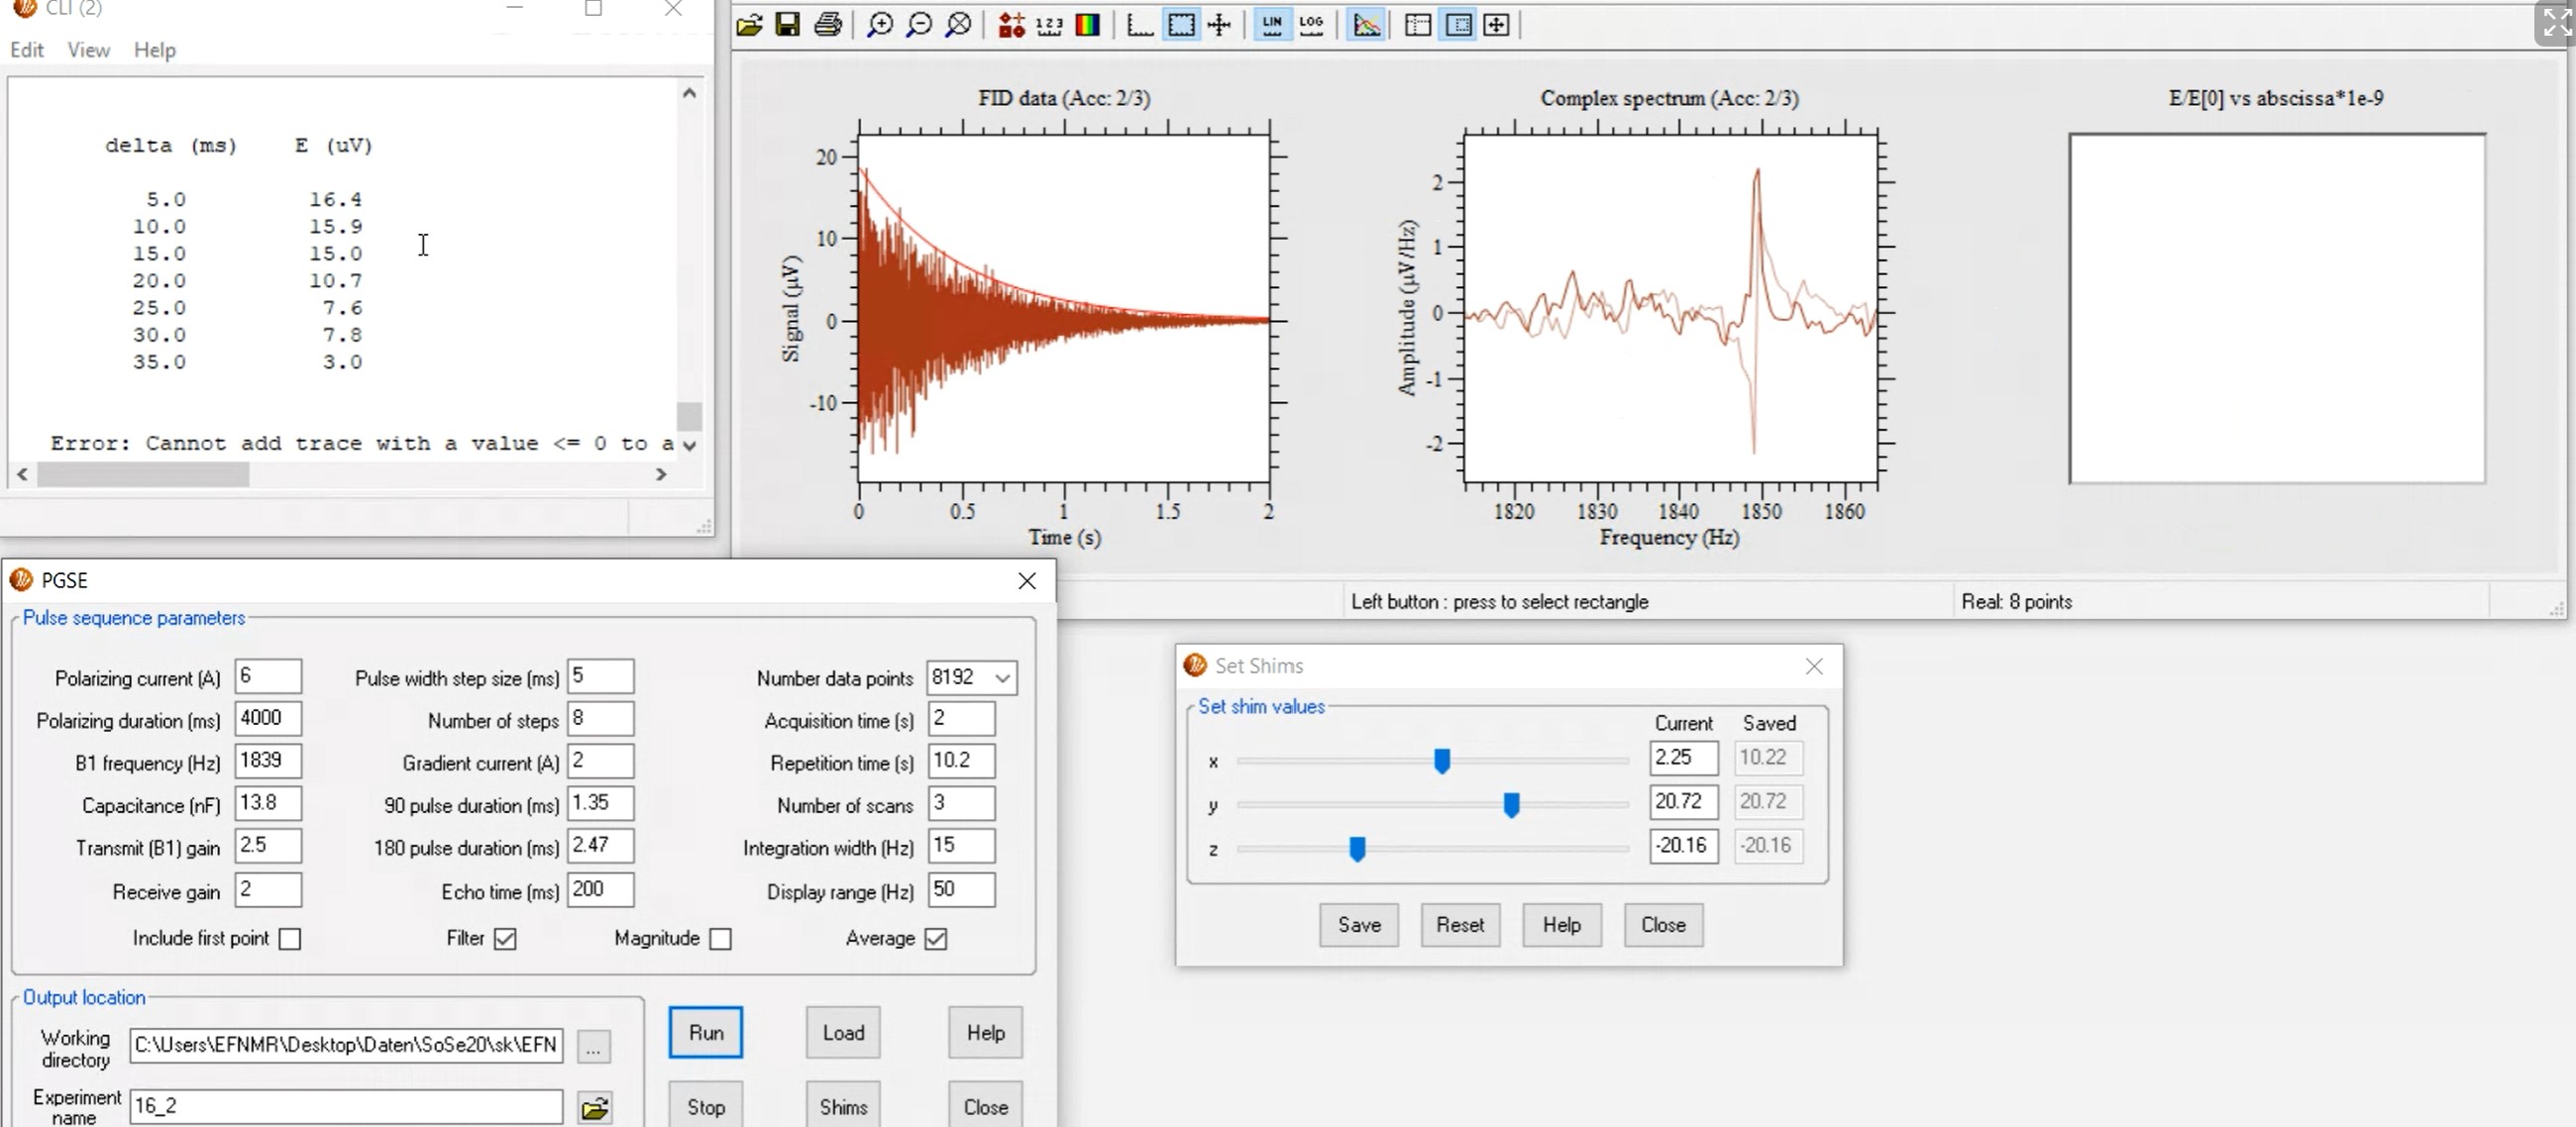 CLI (2)
Edit View Help
delta (ms) E (uV)
5.0 16.4
10.0 15.9
15.0 15.0
20.0 10.7
25.0 7.6
30.0 7.8
35.0 3.0
Error: Cannot add trace with a value <= 0 to a
1 2 3
LIN LOG
FID data (Acc: 2/3)
20
10
0
-10
Signal (µV)
0 0.5 1 1.5 2
Time (s)
Complex spectrum (Acc: 2/3)
2
1
0
-1
-2
Amplitude (µV/Hz)
1820 1830 1840 1850 1860
Frequency (Hz)
E/E[0] vs abscissa*1e-9
Left button : press to select rectangle
Real: 8 points
PGSE
Pulse sequence parameters
Polarizing current (A) 6 Pulse width step size (ms) 5 Number data points 8192
Polarizing duration (ms) 4000 Number of steps 8 Acquisition time (s) 2
B1 frequency (Hz) 1839 Gradient current (A) 2 Repetition time (s) 10.2
Capacitance (nF) 13.8 90 pulse duration (ms) 1.35 Number of scans 3
Transmit (B1) gain 2.5 180 pulse duration (ms) 2.47 Integration width (Hz) 15
Receive gain 2 Echo time (ms) 200 Display range (Hz) 50
Include first point Filter Magnitude Average
Output location
Working directory C:\Users\EFNMR\Desktop\Daten\SoSe20\sk\EFN ...
Experiment name 16_2
Run Load Help
Stop Shims Close
Set Shims
Set shim values
Current Saved
x 2.25 10.22
y 20.72 20.72
z -20.16 -20.16
Save Reset Help Close